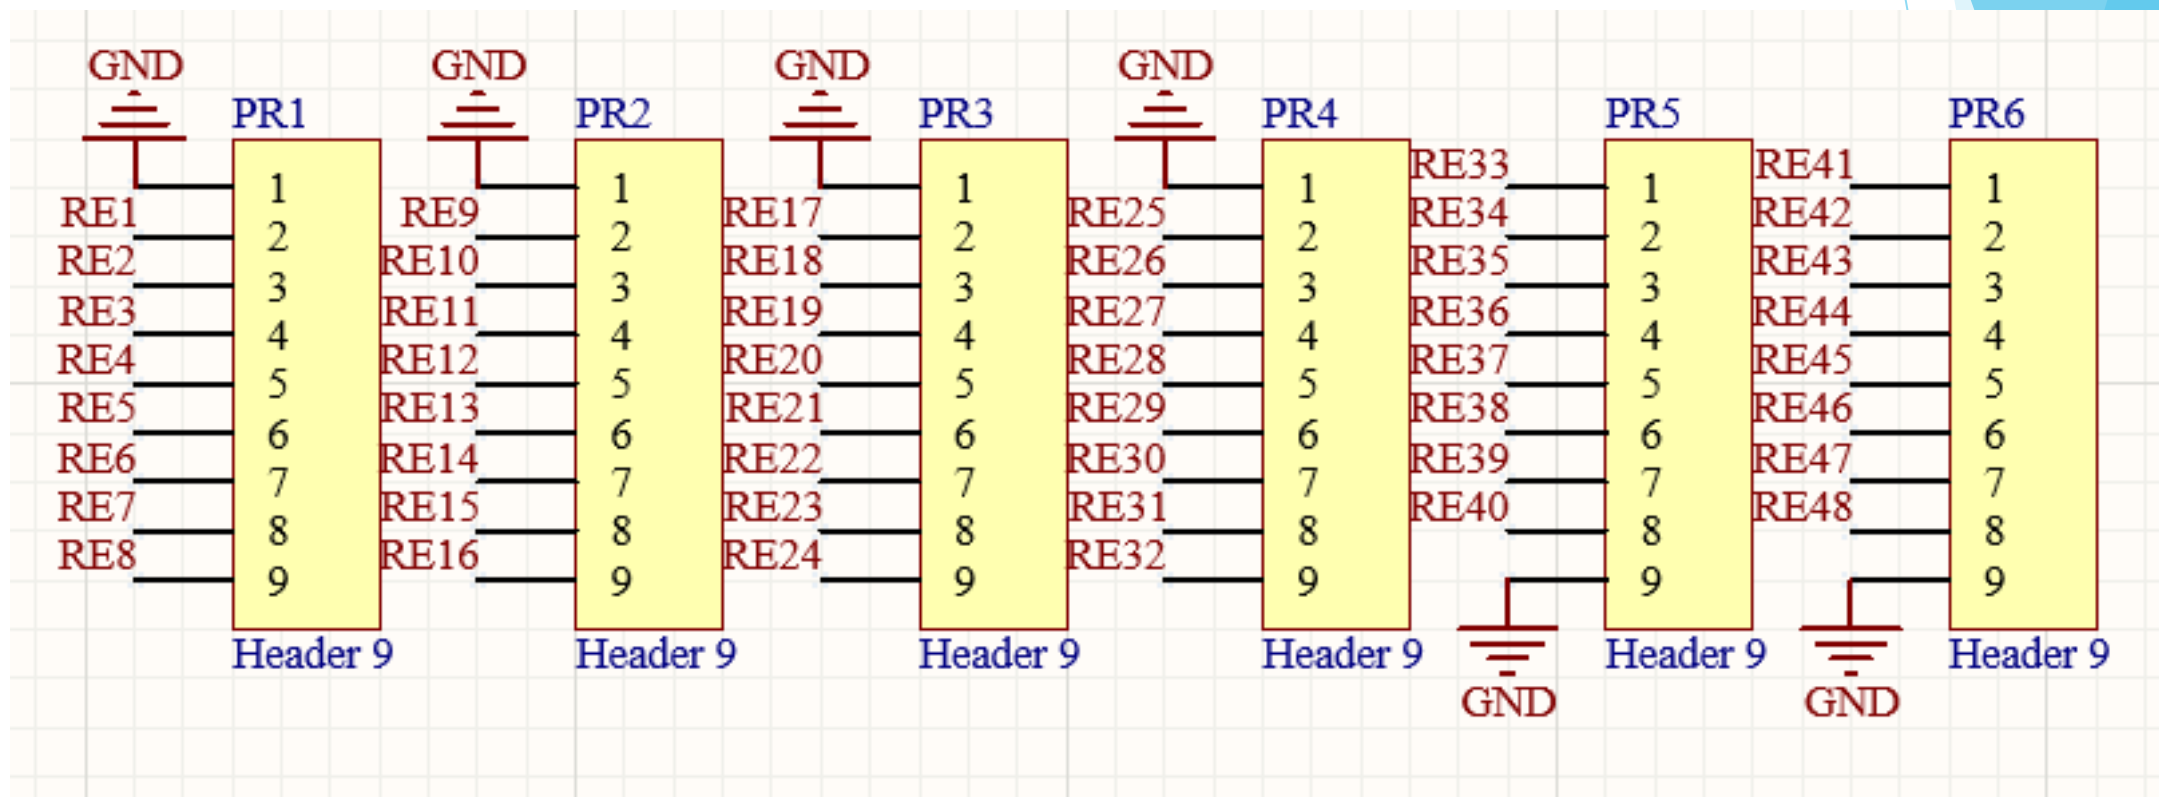 GND GND GND GND
PR1 PR2 PR3 PR4 PR5 PR6
RE33 RE41
1 1 1 1 1 1
RE1 RE9 RE17 RE25 RE34 RE42
2 2 2 2 2 2
RE2 RE10 RE18 RE26 RE35 RE43
3 3 3 3 3 3
RE3 RE11 RE19 RE27 RE36 RE44
4 4 4 4 4 4
RE4 RE12 RE20 RE28 RE37 RE45
5 5 5 5 5 5
RE5 RE13 RE21 RE29 RE38 RE46
6 6 6 6 6 6
RE6 RE14 RE22 RE30 RE39 RE47
7 7 7 7 7 7
RE7 RE15 RE23 RE31 RE40 RE48
8 8 8 8 8 8
RE8 RE16 RE24 RE32
9 9 9 9 9 9
Header 9 Header 9 Header 9 Header 9 Header 9 Header 9
GND GND